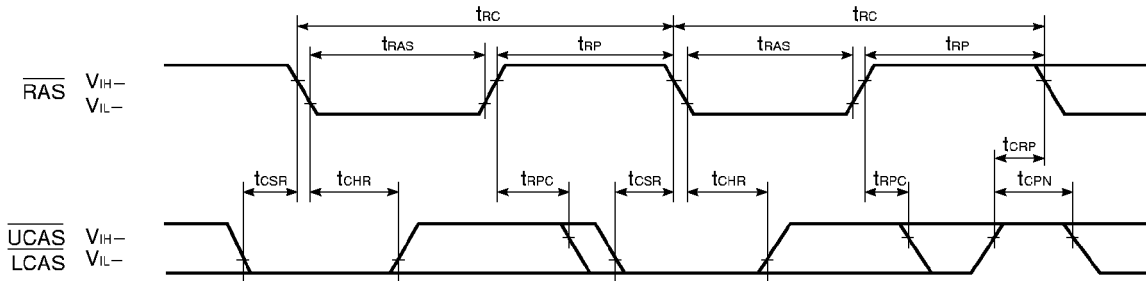 tRC tRC
tRAS tRP tRAS tRP
RAS VIH–
VIL–
tCRP
tCSR tCHR tRPC tCSR tCHR tRPC tCPN
UCAS VIH–
LCAS VIL–